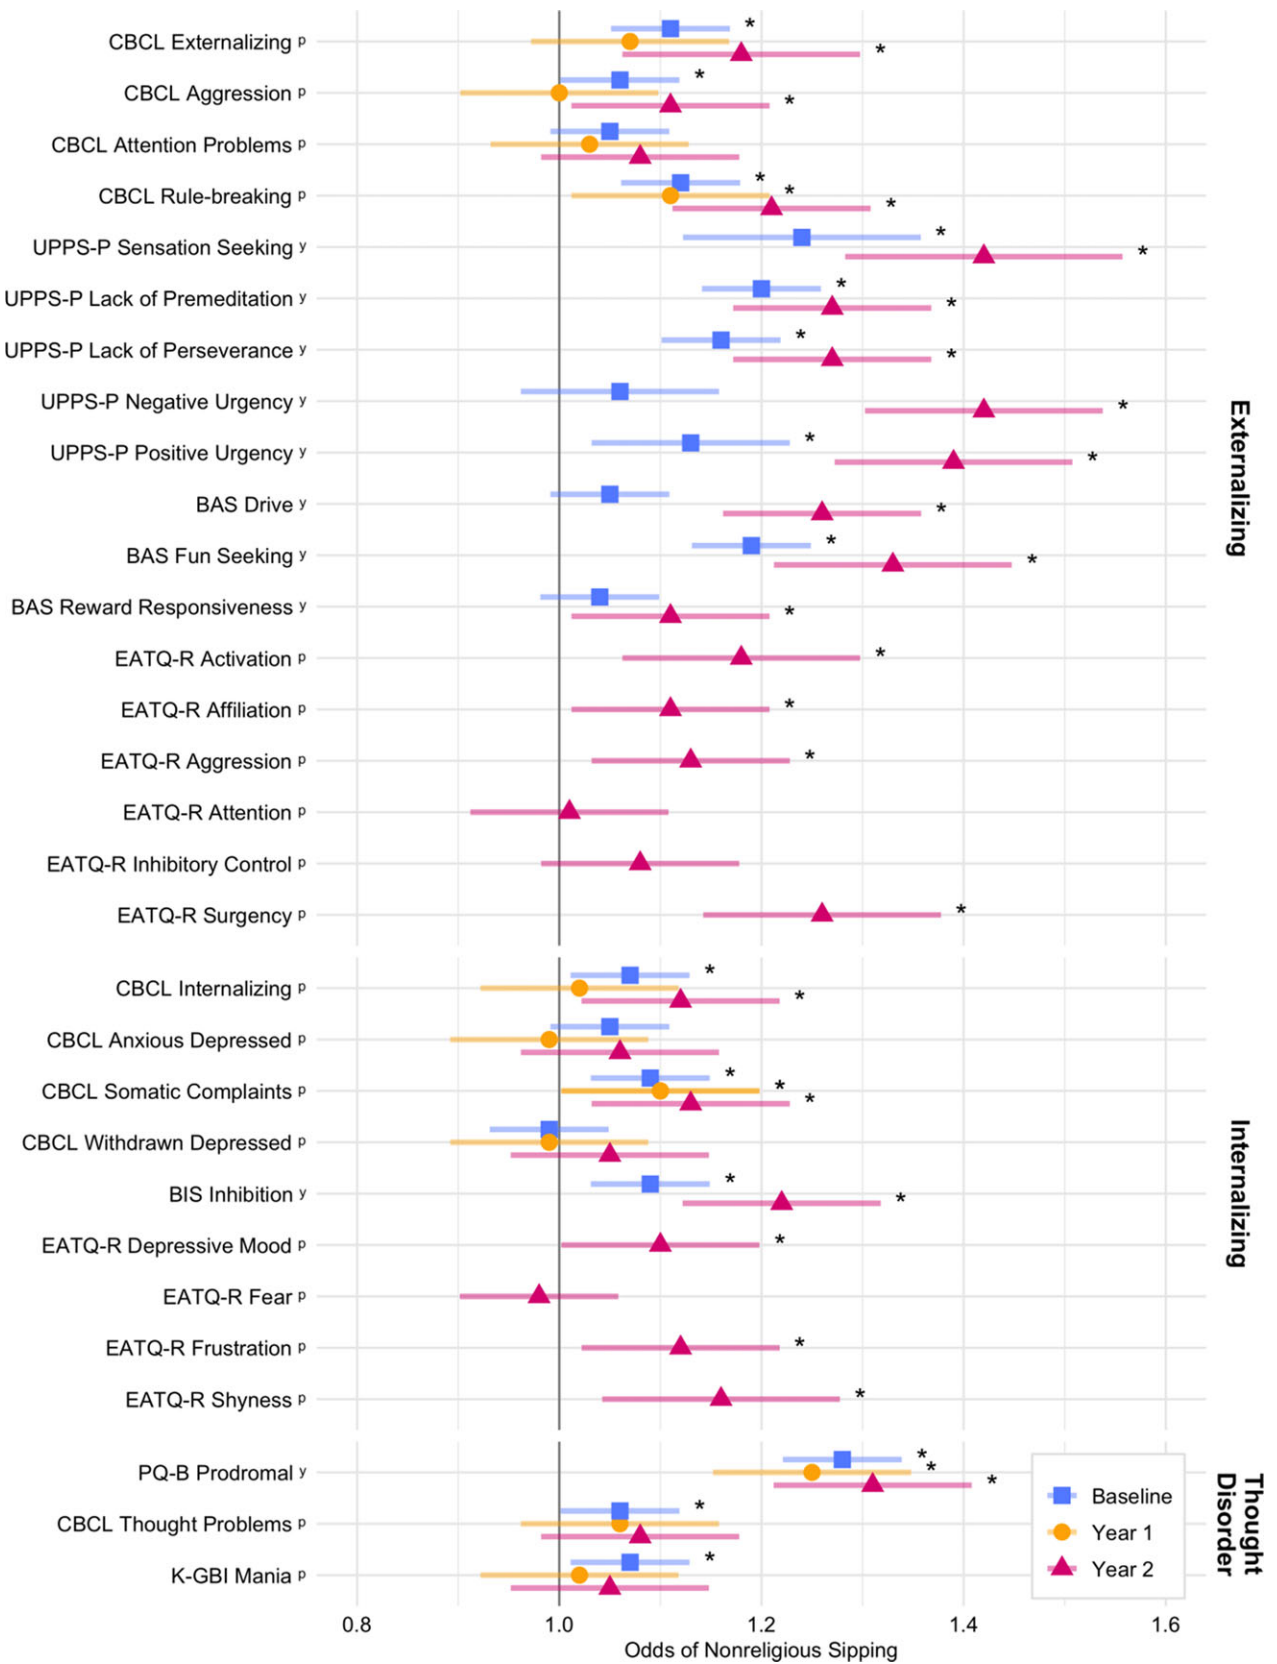 CBCL Externalizing p
*
*
CBCL Aggression p
*
*
CBCL Attention Problems p
CBCL Rule-breaking p
*
*
*
UPPS-P Sensation Seeking y
*
*
UPPS-P Lack of Premeditation y
*
*
UPPS-P Lack of Perseverance y
*
*
UPPS-P Negative Urgency y
*
UPPS-P Positive Urgency y
*
*
BAS Drive y
*
BAS Fun Seeking y
*
*
BAS Reward Responsiveness y
*
EATQ-R Activation p
*
EATQ-R Affiliation p
*
EATQ-R Aggression p
*
EATQ-R Attention p
EATQ-R Inhibitory Control p
EATQ-R Surgency p
*
Externalizing
CBCL Internalizing p
*
*
CBCL Anxious Depressed p
CBCL Somatic Complaints p
*
*
*
CBCL Withdrawn Depressed p
BIS Inhibition y
*
*
EATQ-R Depressive Mood p
*
EATQ-R Fear p
EATQ-R Frustration p
*
EATQ-R Shyness p
*
Internalizing
PQ-B Prodromal y
*
*
*
CBCL Thought Problems p
*
K-GBI Mania p
*
Thought
Disorder
Baseline
Year 1
Year 2
0.8 1.0 1.2 1.4 1.6
Odds of Nonreligious Sipping